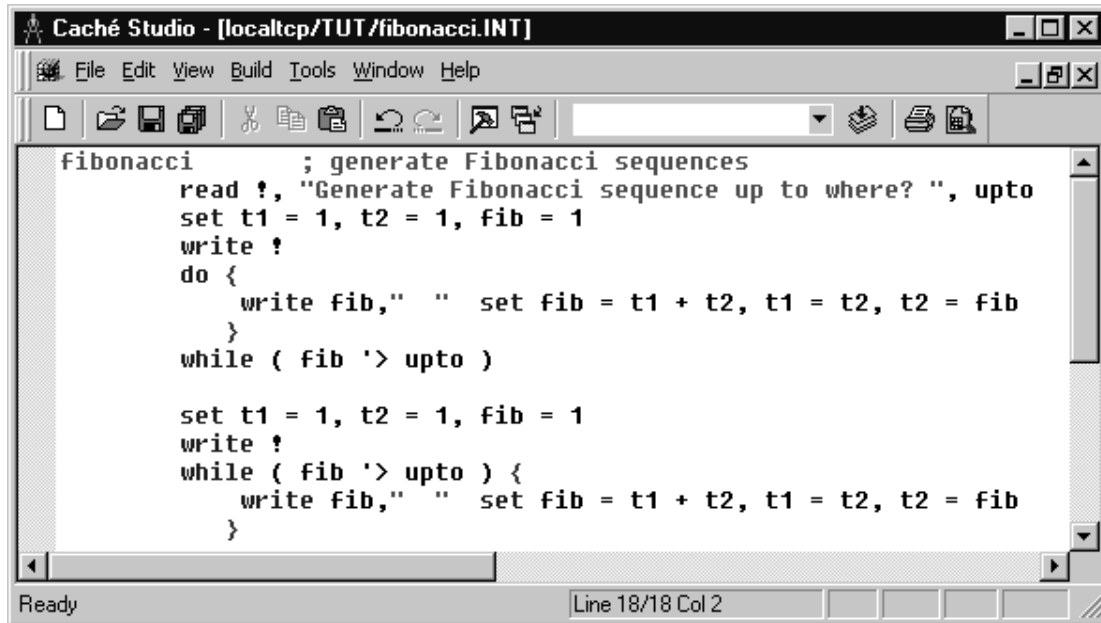 Caché Studio - [localtcp/TUT/fibonacci.INT]
File Edit View Build Tools Window Help
fibonacci ; generate Fibonacci sequences
read !, "Generate Fibonacci sequence up to where? ", upto
set t1 = 1, t2 = 1, fib = 1
write !
do {
write fib,"  "  set fib = t1 + t2, t1 = t2, t2 = fib
}
while ( fib '> upto )
set t1 = 1, t2 = 1, fib = 1
write !
while ( fib '> upto ) {
write fib,"  "  set fib = t1 + t2, t1 = t2, t2 = fib
}
Ready Line 18/18 Col 2